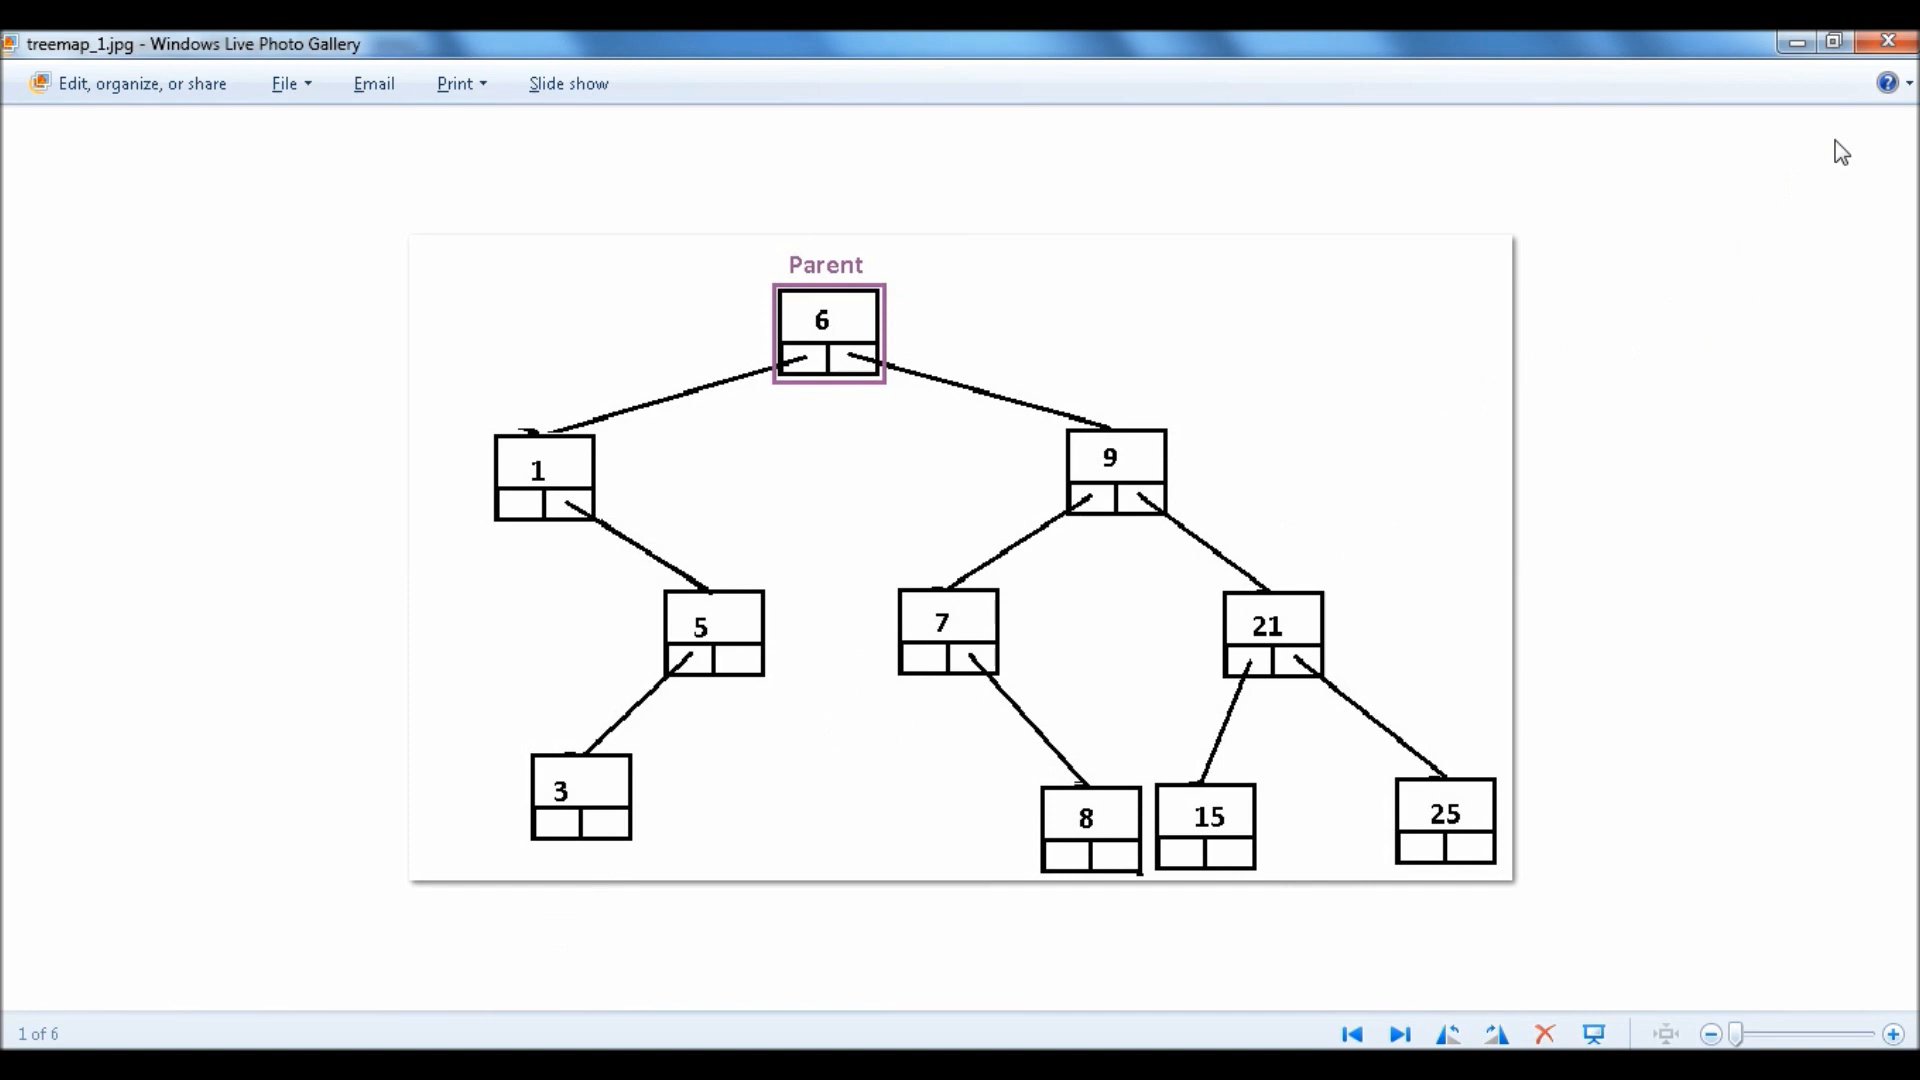 treemap_1.jpg - Windows Live Photo Gallery
Edit, organize, or share File Email Print Slide show
Parent
6
1 9
5 7 21
3 8 15 25
1 of 6